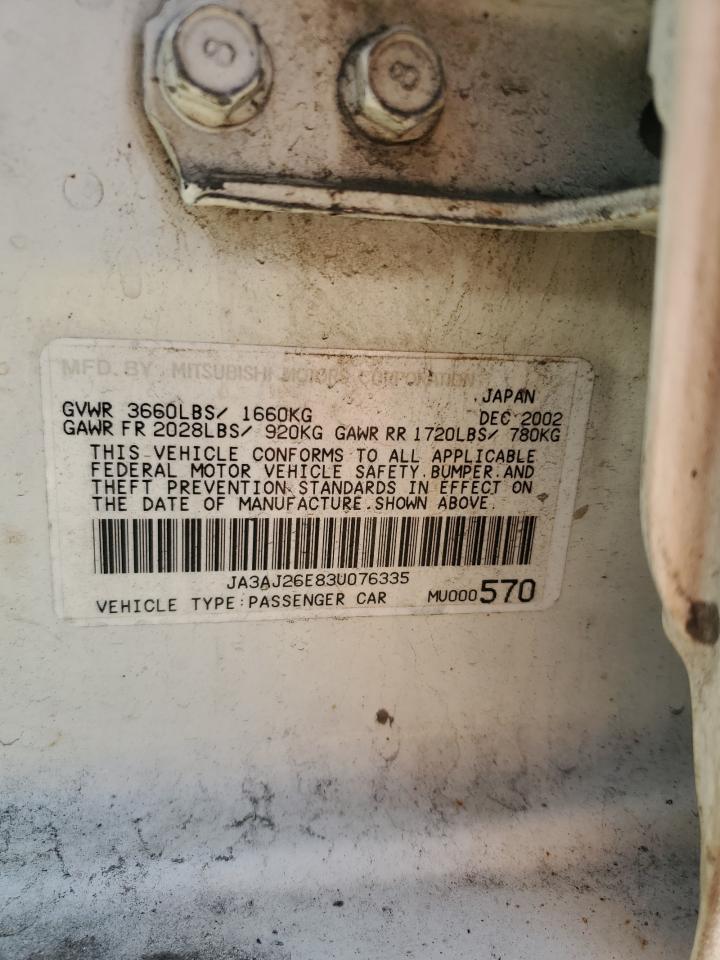 8 8
MFD. BY MITSUBISHI MOTORS CORPORATION
JAPAN
GVWR 3660LBS/ 1660KG DEC 2002
GAWR FR 2028LBS/ 920KG GAWR RR 1720LBS/ 780KG
THIS VEHICLE CONFORMS TO ALL APPLICABLE
FEDERAL MOTOR VEHICLE SAFETY.BUMPER.AND
THEFT PREVENTION STANDARDS IN EFFECT ON
THE DATE OF MANUFACTURE.SHOWN ABOVE.
JA3AJ26E83U076335
VEHICLE TYPE:PASSENGER CAR MU000570